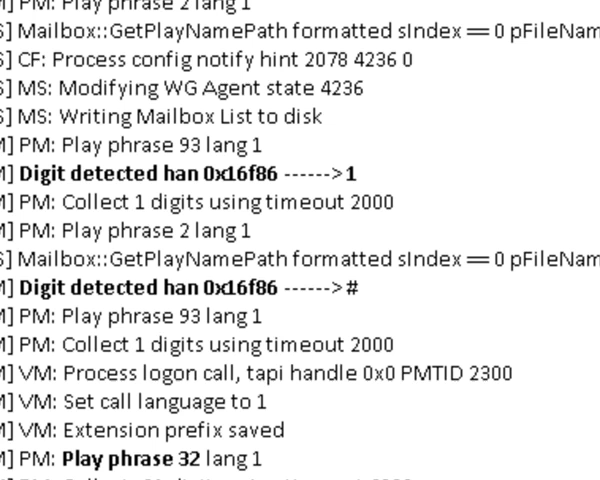 ] PM: Play phrase 2 lang 1
] Mailbox::GetPlayNamePath formatted sIndex == 0 pFileNam
] CF: Process config notify hint 2078 4236 0
] MS: Modifying WG Agent state 4236
] MS: Writing Mailbox List to disk
] PM: Play phrase 93 lang 1
] Digit detected han 0x16f86 ------>1
] PM: Collect 1 digits using timeout 2000
] PM: Play phrase 2 lang 1
] Mailbox::GetPlayNamePath formatted sIndex == 0 pFileNam
] Digit detected han 0x16f86 ------>#
] PM: Play phrase 93 lang 1
] PM: Collect 1 digits using timeout 2000
] VM: Process logon call, tapi handle 0x0 PMTID 2300
] VM: Set call language to 1
] VM: Extension prefix saved
] PM: Play phrase 32 lang 1